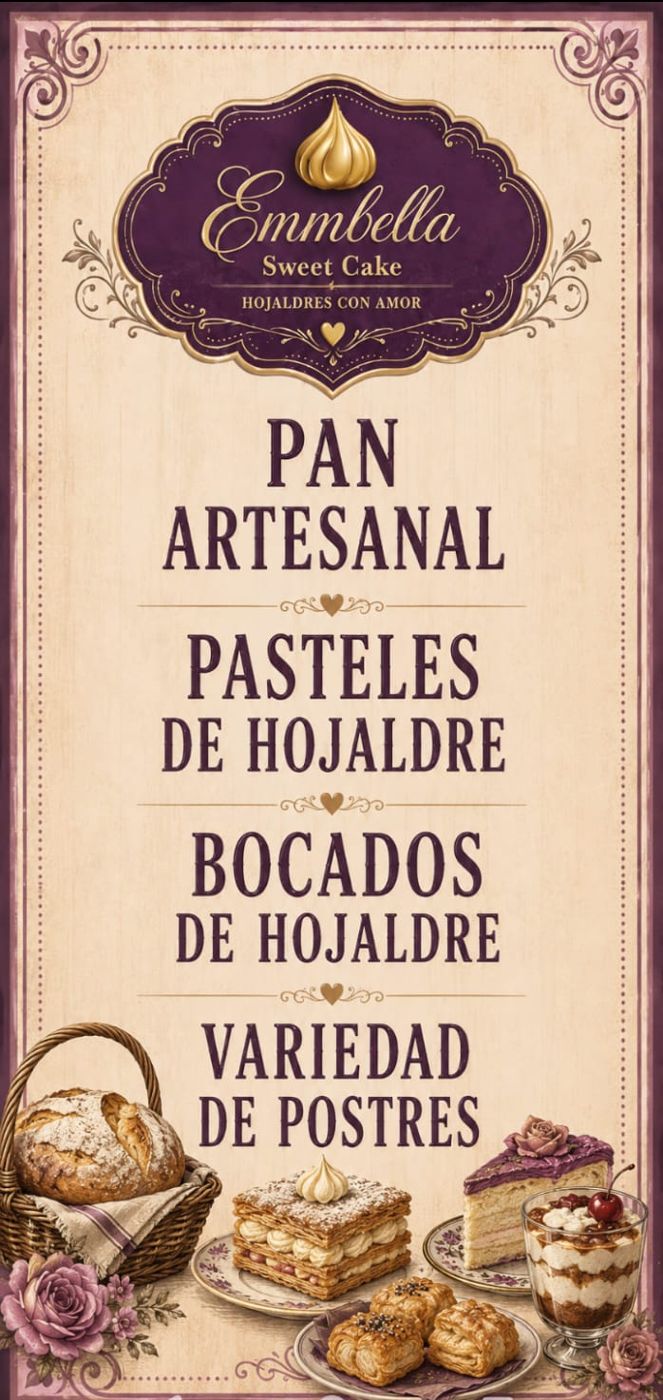 Emmbella
Sweet Cake
HOJALDRES CON AMOR
PAN
ARTESANAL
PASTELES
DE HOJALDRE
BOCADOS
DE HOJALDRE
VARIEDAD
DE POSTRES